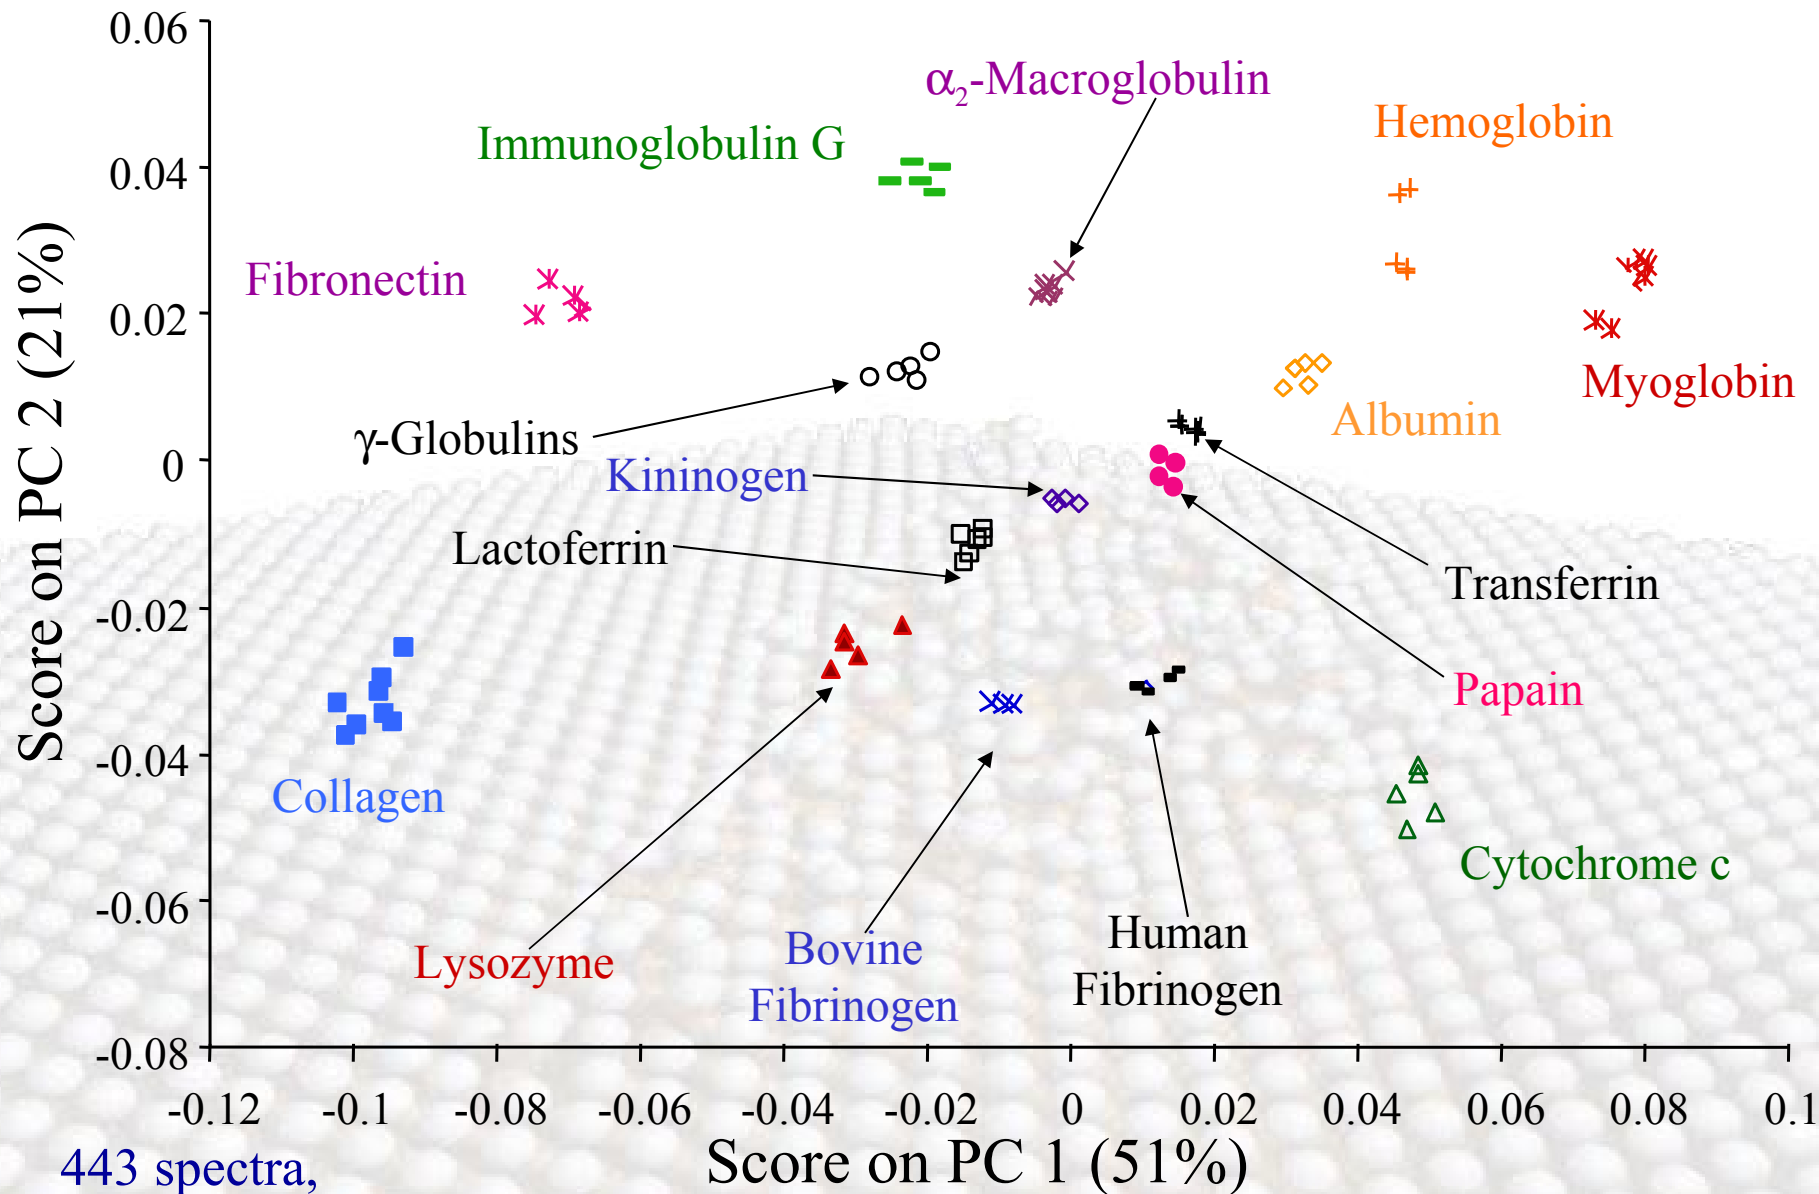 0.06
0.04
0.02
0
-0.02
-0.04
-0.06
-0.08
Score on PC 2 (21%)
α2-Macroglobulin
Hemoglobin
Immunoglobulin G
Fibronectin
Myoglobin
Albumin
γ-Globulins
Kininogen
Lactoferrin
Transferrin
Papain
Collagen
Cytochrome c
Lysozyme
Bovine
Fibrinogen
Human
Fibrinogen
-0.12 -0.1 -0.08 -0.06 -0.04 -0.02 0 0.02 0.04 0.06 0.08 0.1
Score on PC 1 (51%)
443 spectra,